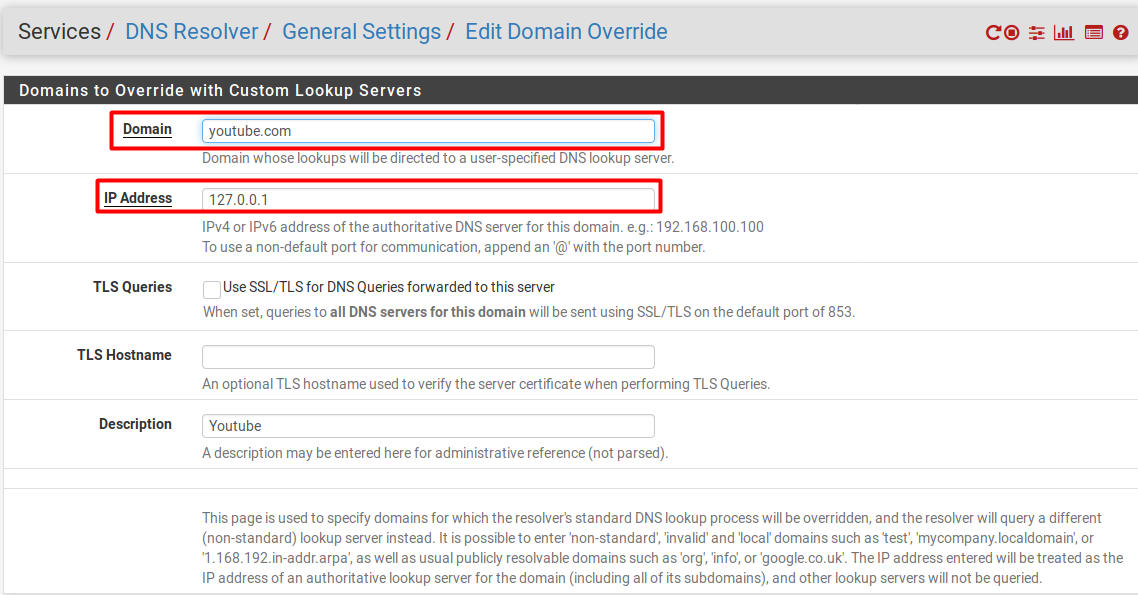 Services / DNS Resolver / General Settings / Edit Domain Override
Domains to Override with Custom Lookup Servers
Domain youtube.com
Domain whose lookups will be directed to a user-specified DNS lookup server.
IP Address 127.0.0.1
IPv4 or IPv6 address of the authoritative DNS server for this domain. e.g.: 192.168.100.100
To use a non-default port for communication, append an '@' with the port number.
TLS Queries Use SSL/TLS for DNS Queries forwarded to this server
When set, queries to all DNS servers for this domain will be sent using SSL/TLS on the default port of 853.
TLS Hostname
An optional TLS hostname used to verify the server certificate when performing TLS Queries.
Description Youtube
A description may be entered here for administrative reference (not parsed).
This page is used to specify domains for which the resolver's standard DNS lookup process will be overridden, and the resolver will query a different
(non-standard) lookup server instead. It is possible to enter 'non-standard', 'invalid' and 'local' domains such as 'test', 'mycompany.localdomain', or
'1.168.192.in-addr.arpa', as well as usual publicly resolvable domains such as 'org', 'info', or 'google.co.uk'. The IP address entered will be treated as the
IP address of an authoritative lookup server for the domain (including all of its subdomains), and other lookup servers will not be queried.